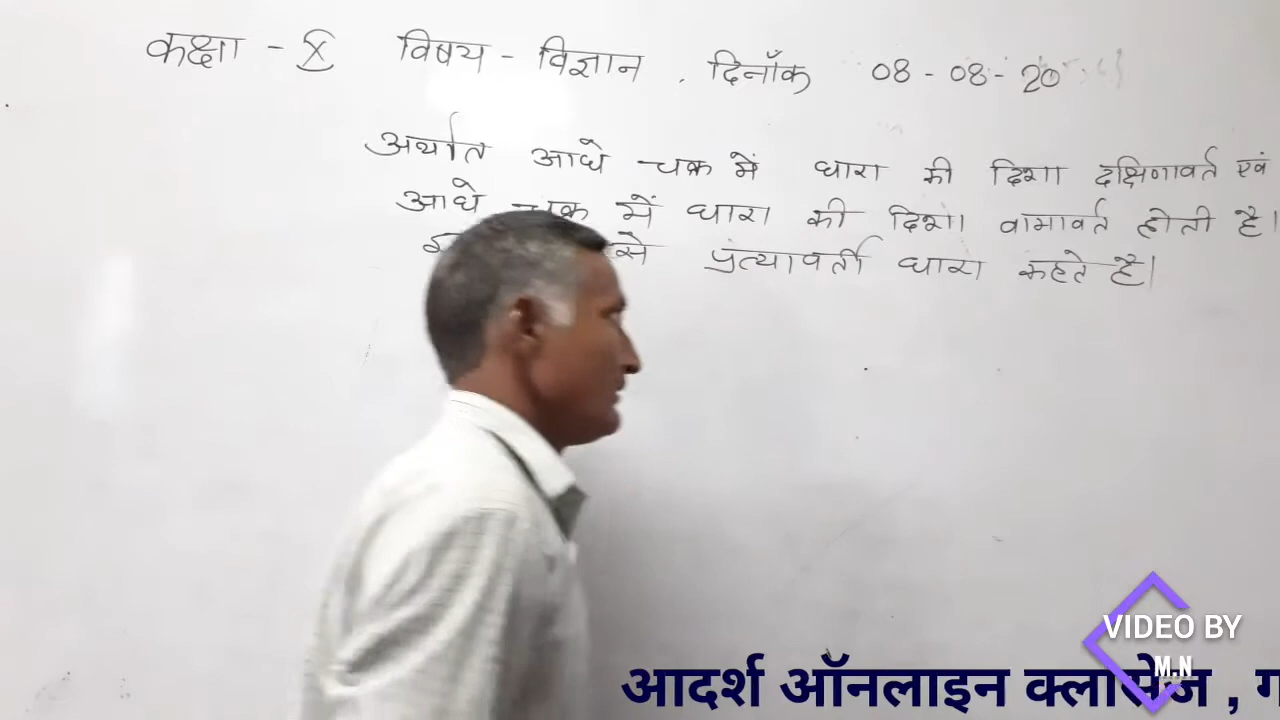 कक्षा - X विषय - विज्ञान . दिनाँक 08 - 08 - 20
अर्थात आधे चक्र में धारा की दिशा दक्षिणावर्त एवं
आधे चक्र में धारा की दिशा वामावर्त होती है।
से प्रत्यावर्ती धारा कहते है।
VIDEO BY
M.N
आदर्श ऑनलाइन क्लासेज ,